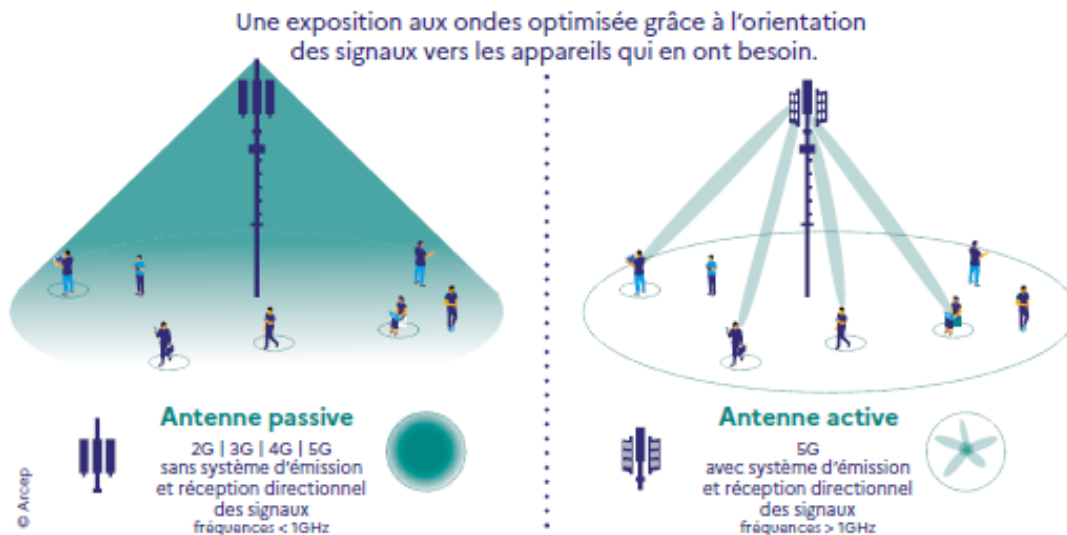 Une exposition aux ondes optimisée grâce à l'orientation
des signaux vers les appareils qui en ont besoin.
Antenne passive
2G | 3G | 4G | 5G
sans système d'émission
et réception directionnel
des signaux
fréquences < 1GHz
Antenne active
5G
avec système d'émission
et réception directionnel
des signaux
fréquences > 1GHz
© Arcep